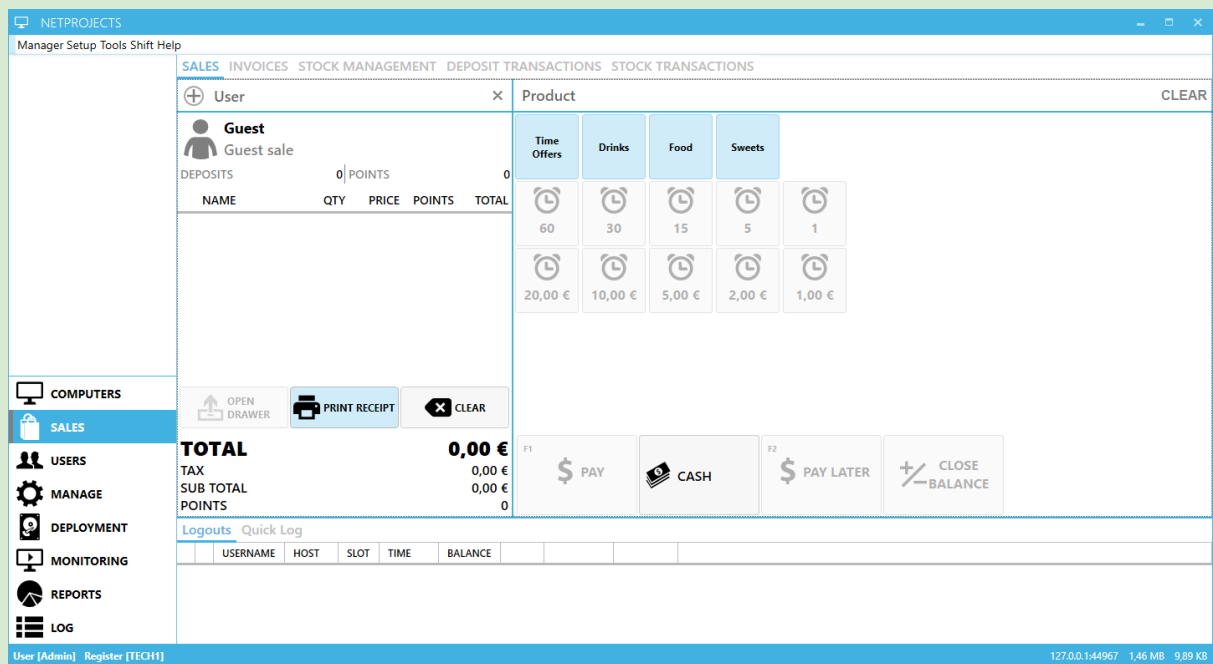 NETPROJECTS
Manager Setup Tools Shift Help
SALES INVOICES STOCK MANAGEMENT DEPOSIT TRANSACTIONS STOCK TRANSACTIONS
User
Product
CLEAR
Guest
Guest sale
DEPOSITS 0 POINTS 0
NAME QTY PRICE POINTS TOTAL
Time
Offers
Drinks
Food
Sweets
60 30 15 5 1
20,00 € 10,00 € 5,00 € 2,00 € 1,00 €
COMPUTERS
SALES
USERS
MANAGE
DEPLOYMENT
MONITORING
REPORTS
LOG
OPEN
DRAWER
PRINT RECEIPT
CLEAR
TOTAL 0,00 €
TAX 0,00 €
SUB TOTAL 0,00 €
POINTS 0
F1
$ PAY
CASH
F2
$ PAY LATER
CLOSE
BALANCE
Logouts Quick Log
USERNAME HOST SLOT TIME BALANCE
User [Admin] Register [TECH1]
127.0.0.1:44967 1,46 MB 9,89 KB